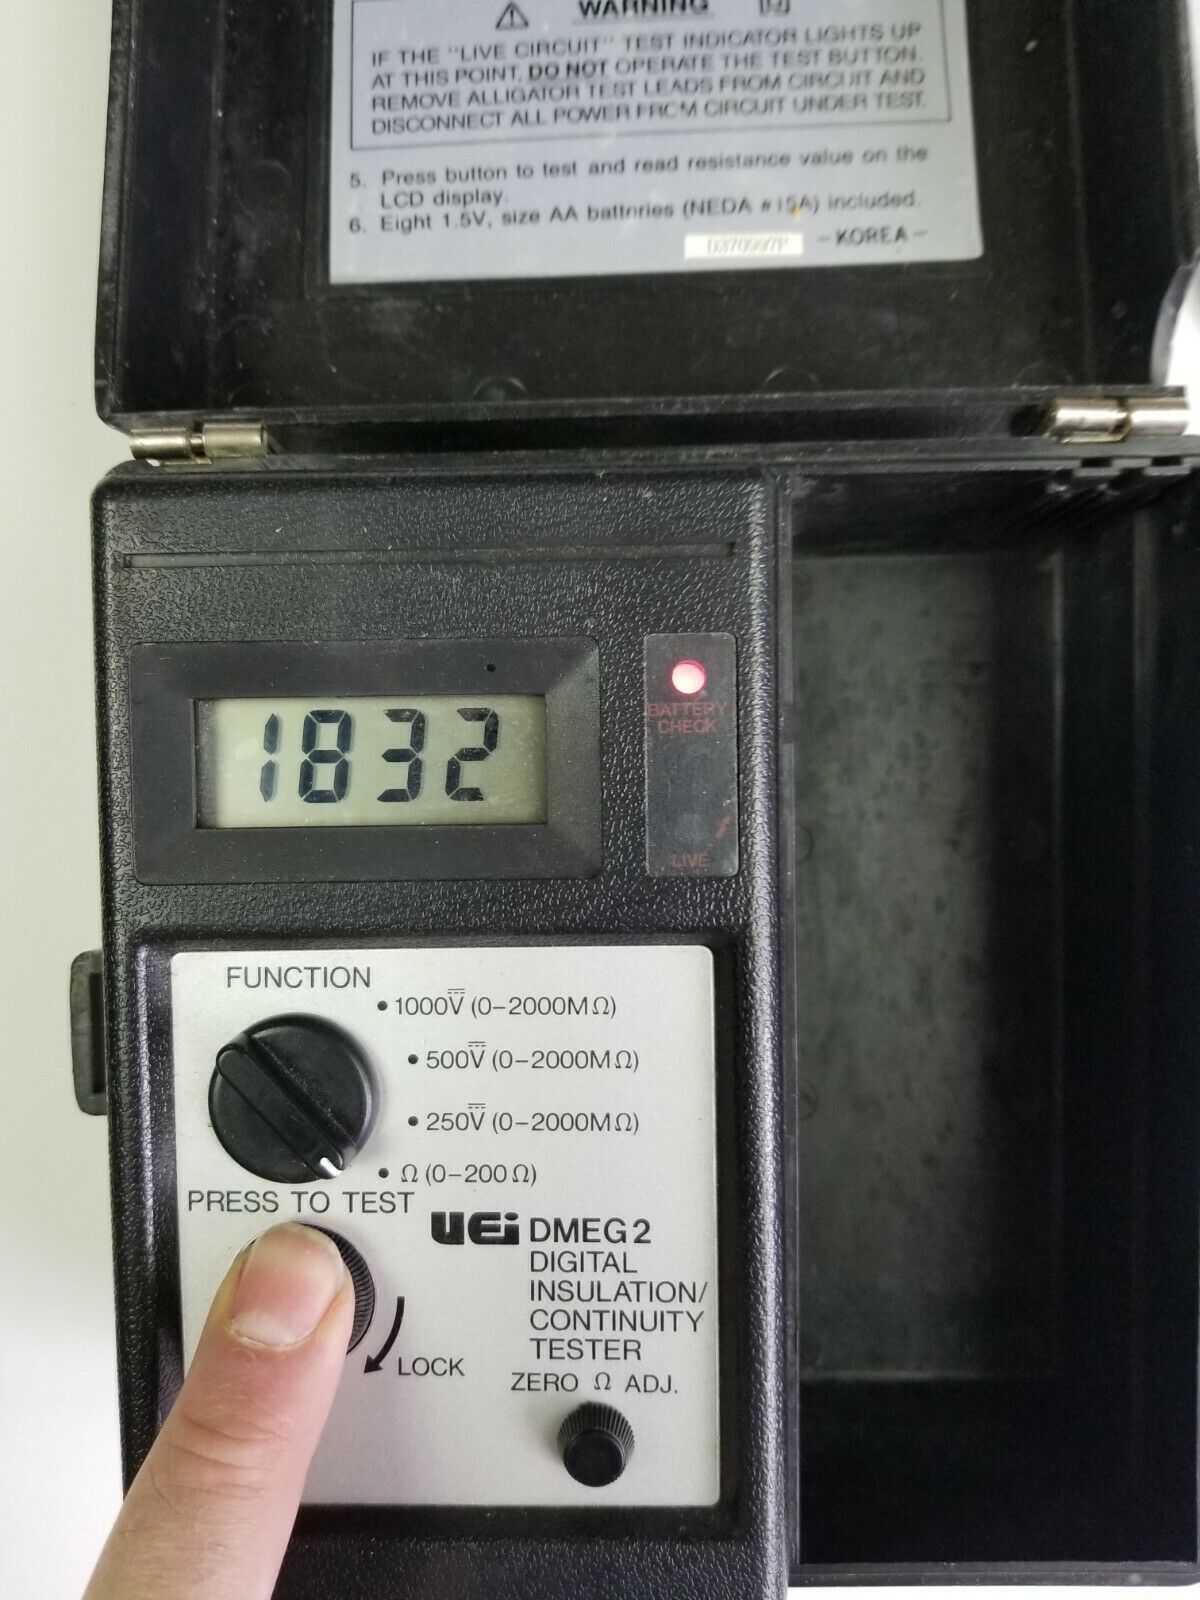 WARNING
IF THE "LIVE CIRCUIT" TEST INDICATOR LIGHTS UP
AT THIS POINT, DO NOT OPERATE THE TEST BUTTON.
REMOVE ALLIGATOR TEST LEADS FROM CIRCUIT AND
DISCONNECT ALL POWER FROM CIRCUIT UNDER TEST.
5. Press button to test and read resistance value on the
LCD display.
6. Eight 1.5V, size AA batteries (NEDA #15A) included.
-KOREA-
1832
BATTERY
CHECK
LIVE
FUNCTION
• 1000V (0-2000MΩ)
• 500V (0-2000MΩ)
• 250V (0-2000MΩ)
• Ω (0-200Ω)
PRESS TO TEST
UEi DMEG2
DIGITAL
INSULATION/
CONTINUITY
TESTER
LOCK
ZERO Ω ADJ.